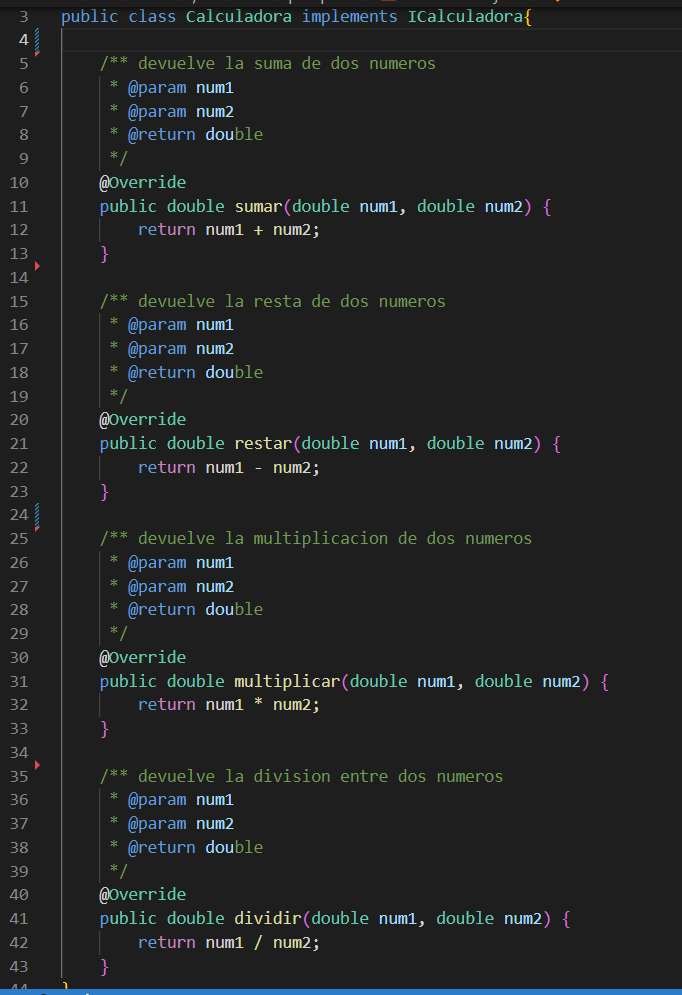 3 public class Calculadora implements ICalculadora{
4
5 /** devuelve la suma de dos numeros
6 * @param num1
7 * @param num2
8 * @return double
9 */
10 @Override
11 public double sumar(double num1, double num2) {
12 return num1 + num2;
13 }
14
15 /** devuelve la resta de dos numeros
16 * @param num1
17 * @param num2
18 * @return double
19 */
20 @Override
21 public double restar(double num1, double num2) {
22 return num1 - num2;
23 }
24
25 /** devuelve la multiplicacion de dos numeros
26 * @param num1
27 * @param num2
28 * @return double
29 */
30 @Override
31 public double multiplicar(double num1, double num2) {
32 return num1 * num2;
33 }
34
35 /** devuelve la division entre dos numeros
36 * @param num1
37 * @param num2
38 * @return double
39 */
40 @Override
41 public double dividir(double num1, double num2) {
42 return num1 / num2;
43 }
44 }